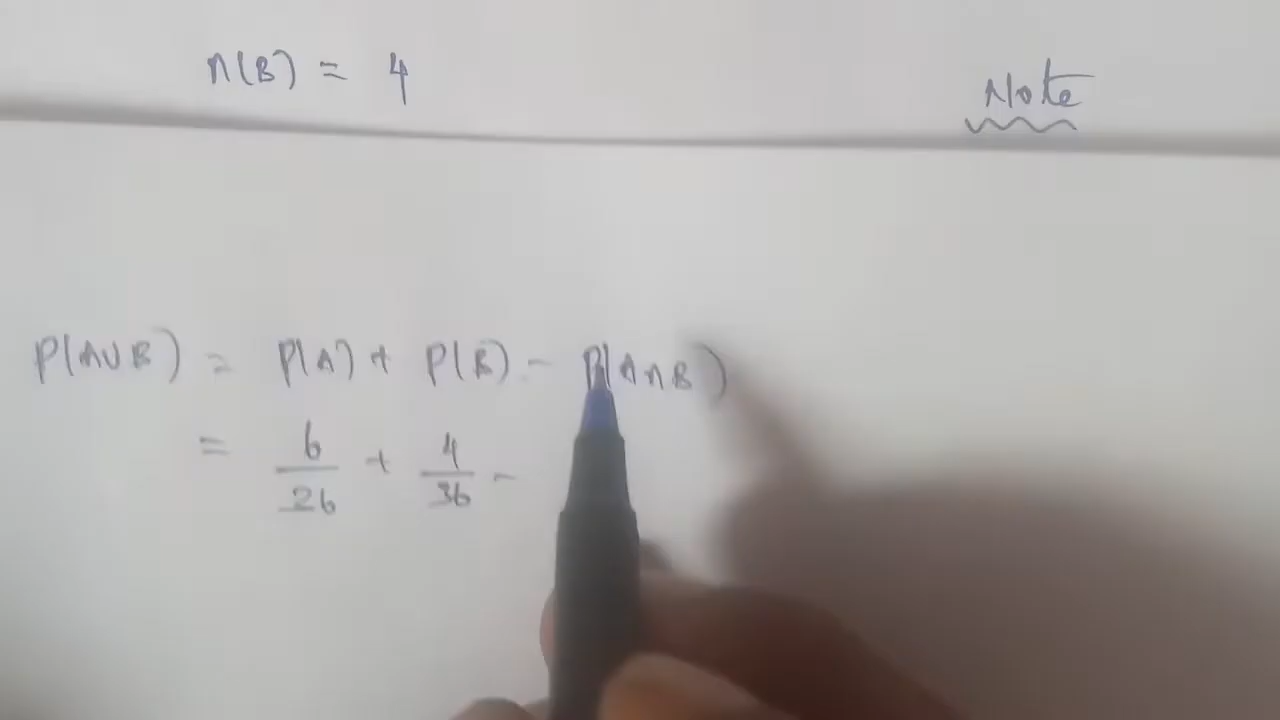 n(B) = 4
Note
P(A∪B) = P(A) + P(B) - P(A∩B)
= 6/26 + 4/36 -